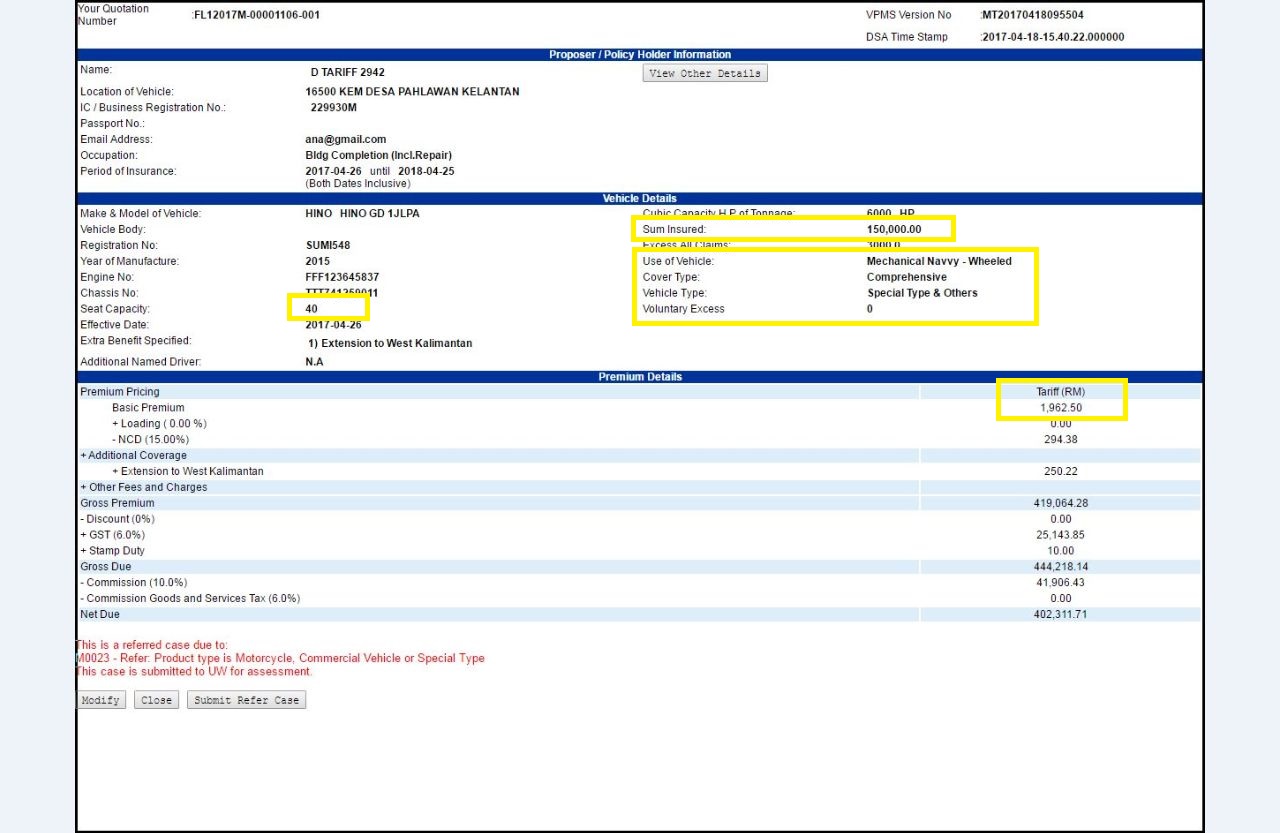 Your Quotation Number :FL12017M-00001106-001 VPMS Version No :MT20170418095504
DSA Time Stamp :2017-04-18-15.40.22.000000
Proposer / Policy Holder Information
Name: D TARIFF 2942 View Other Details
Location of Vehicle: 16500 KEM DESA PAHLAWAN KELANTAN
IC / Business Registration No.: 229930M
Passport No.:
Email Address: ana@gmail.com
Occupation: Bldg Completion (Incl.Repair)
Period of Insurance: 2017-04-26 until 2018-04-25
(Both Dates Inclusive)
Vehicle Details
Make & Model of Vehicle: HINO HINO GD 1JLPA Cubic Capacity H.P of Tonnage: 6000 HP
Vehicle Body: Sum Insured: 150,000.00
Registration No: SUMI548 Excess All Claims: 3000.0
Year of Manufacture: 2015 Use of Vehicle: Mechanical Navvy - Wheeled
Engine No: FFF123645837 Cover Type: Comprehensive
Chassis No: TTT741259011 Vehicle Type: Special Type & Others
Seat Capacity: 40 Voluntary Excess 0
Effective Date: 2017-04-26
Extra Benefit Specified: 1) Extension to West Kalimantan
Additional Named Driver: N.A
Premium Details
Premium Pricing Tariff (RM)
Basic Premium 1,962.50
+ Loading ( 0.00 %) 0.00
- NCD (15.00%) 294.38
+ Additional Coverage
+ Extension to West Kalimantan 250.22
+ Other Fees and Charges
Gross Premium 419,064.28
- Discount (0%) 0.00
+ GST (6.0%) 25,143.85
+ Stamp Duty 10.00
Gross Due 444,218.14
- Commission (10.0%) 41,906.43
- Commission Goods and Services Tax (6.0%) 0.00
Net Due 402,311.71
This is a referred case due to:
M0023 - Refer: Product type is Motorcycle, Commercial Vehicle or Special Type
This case is submitted to UW for assessment.
Modify Close Submit Refer Case